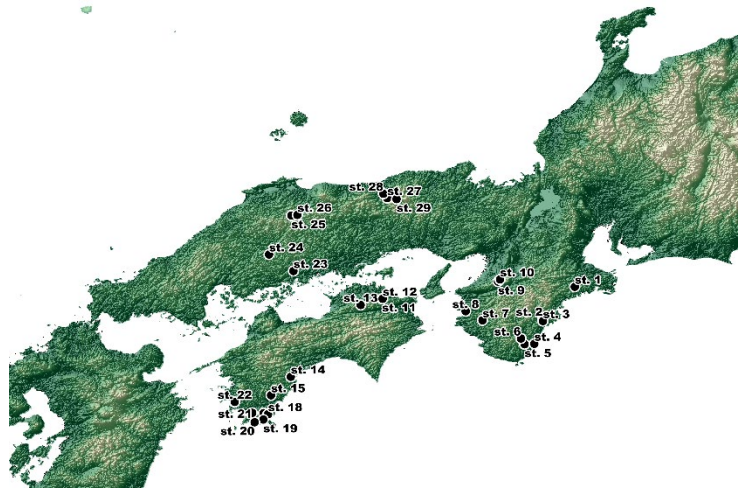 st. 28
st. 27
st. 29
st. 26
st. 25
st. 24
st. 23
st. 10
st. 9
st. 1
st. 12
st. 13
st. 11
st. 8
st. 7
st. 2
st. 3
st. 6
st. 4
st. 5
st. 14
st. 15
st. 22
st. 18
st. 21
st. 20
st. 19